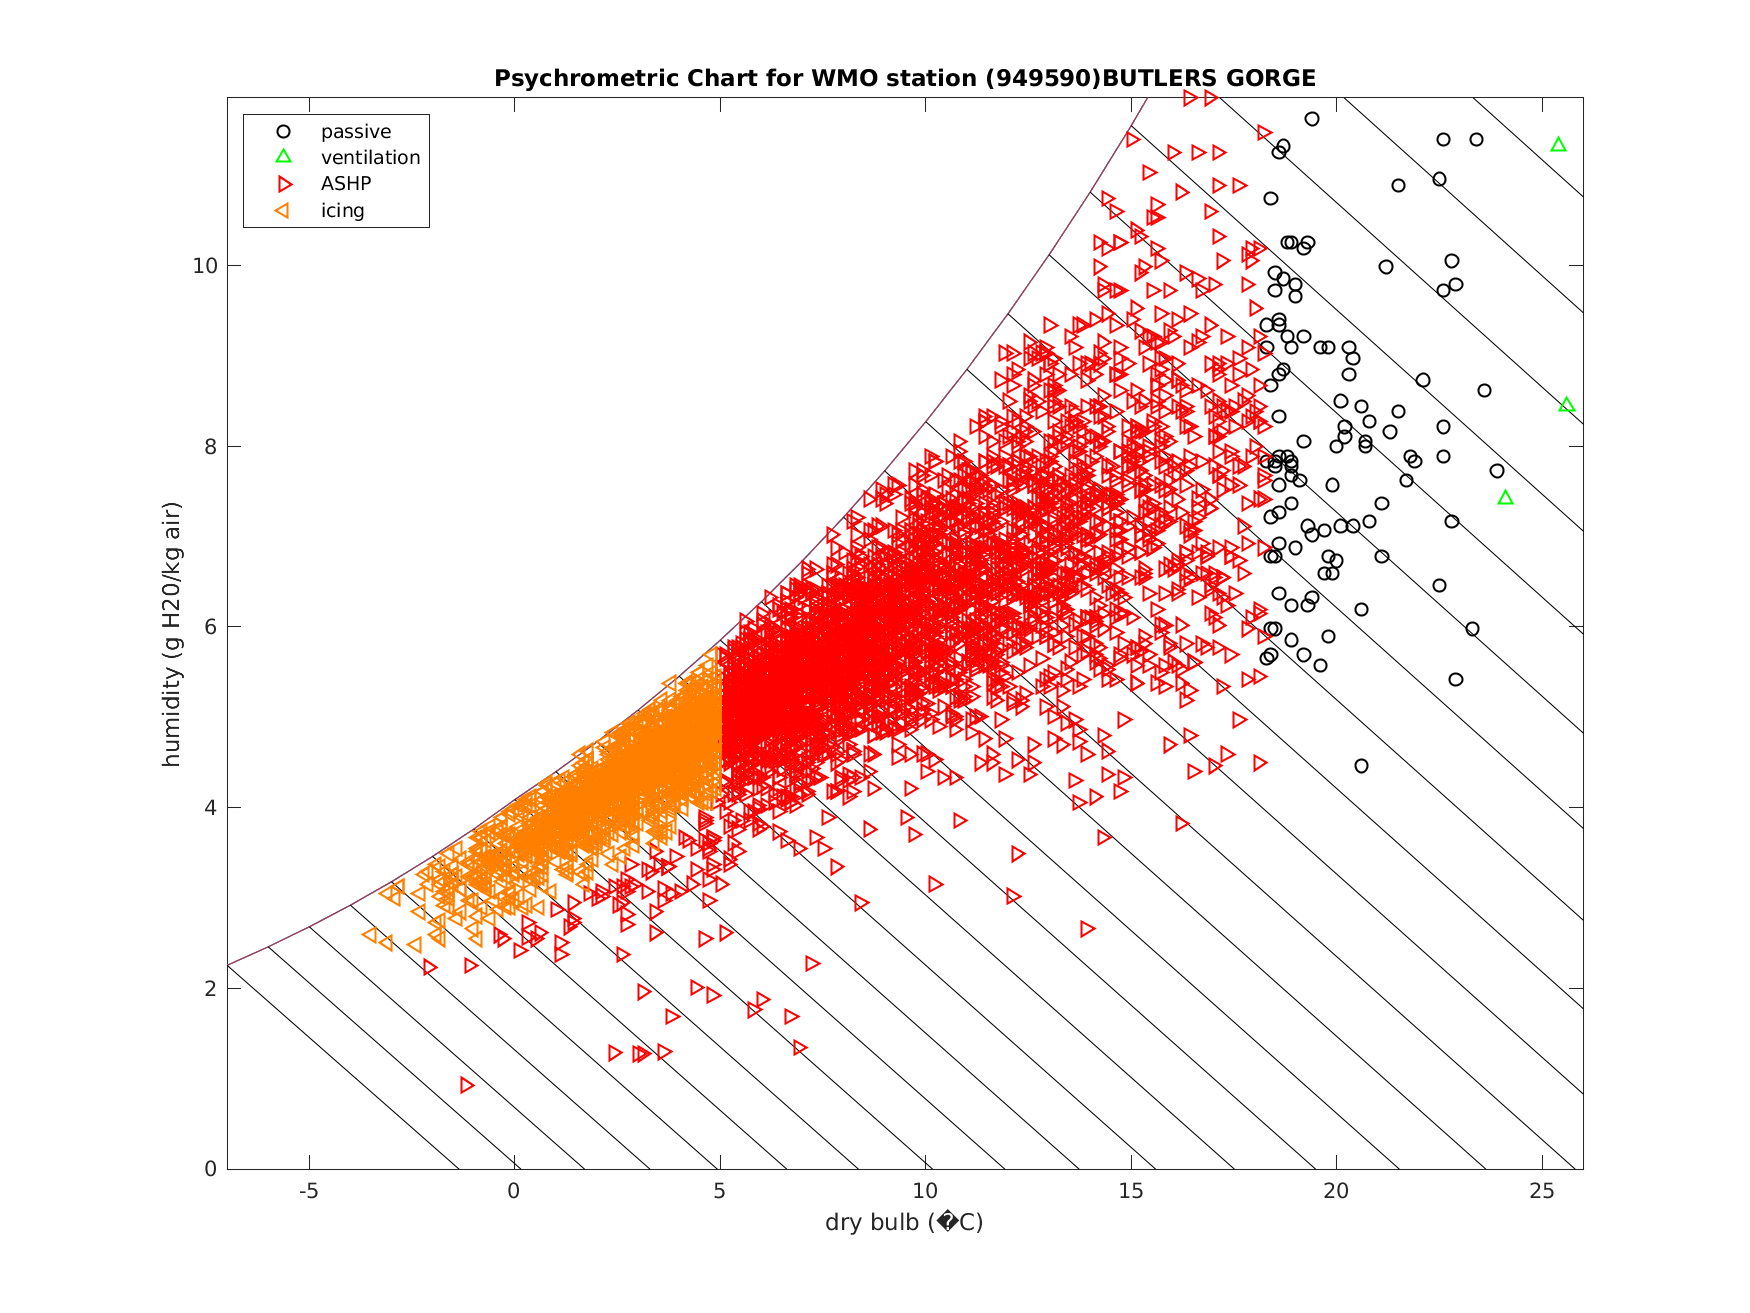 Psychrometric Chart for WMO station (949590)BUTLERS GORGE
passive
ventilation
ASHP
icing
10
8
6
4
2
0
humidity (g H20/kg air)
-5
0
5
10
15
20
25
dry bulb (�C)